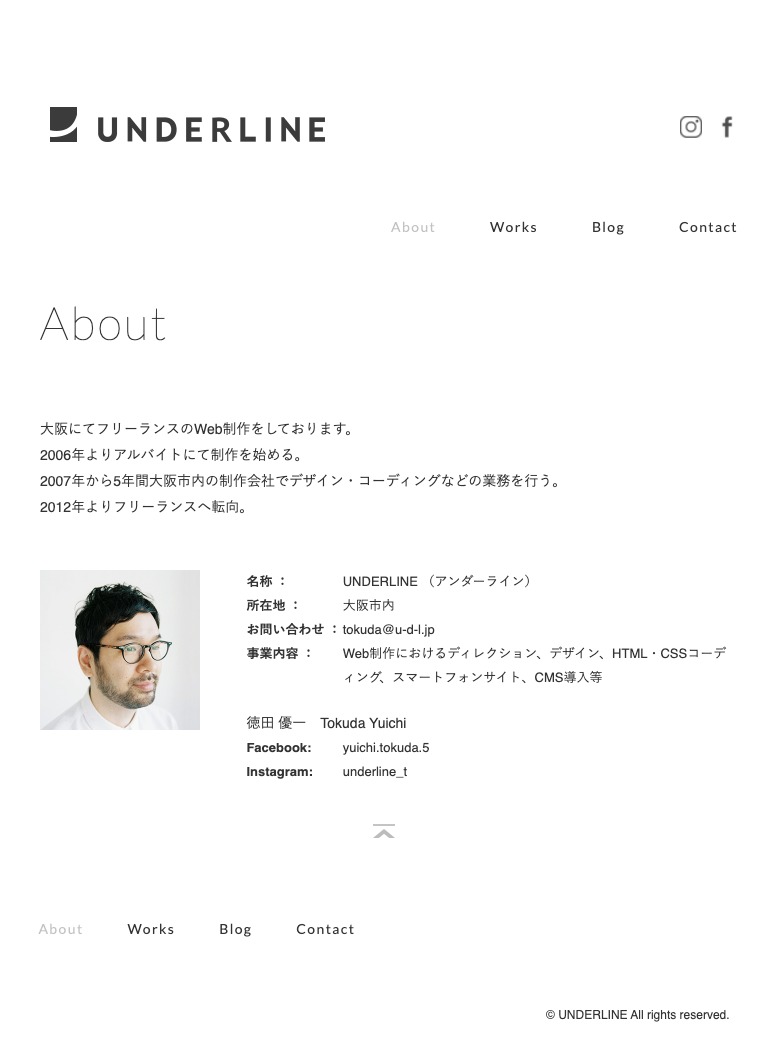 UNDERLINE
About Works Blog Contact
About
大阪にてフリーランスのWeb制作をしております。
2006年よりアルバイトにて制作を始める。
2007年から5年間大阪市内の制作会社でデザイン・コーディングなどの業務を行う。
2012年よりフリーランスへ転向。
名称 : UNDERLINE （アンダーライン）
所在地 : 大阪市内
お問い合わせ : tokuda@u-d-l.jp
事業内容 : Web制作におけるディレクション、デザイン、HTML・CSSコーデ
ィング、スマートフォンサイト、CMS導入等
徳田 優一　Tokuda Yuichi
Facebook: yuichi.tokuda.5
Instagram: underline_t
About Works Blog Contact
© UNDERLINE All rights reserved.